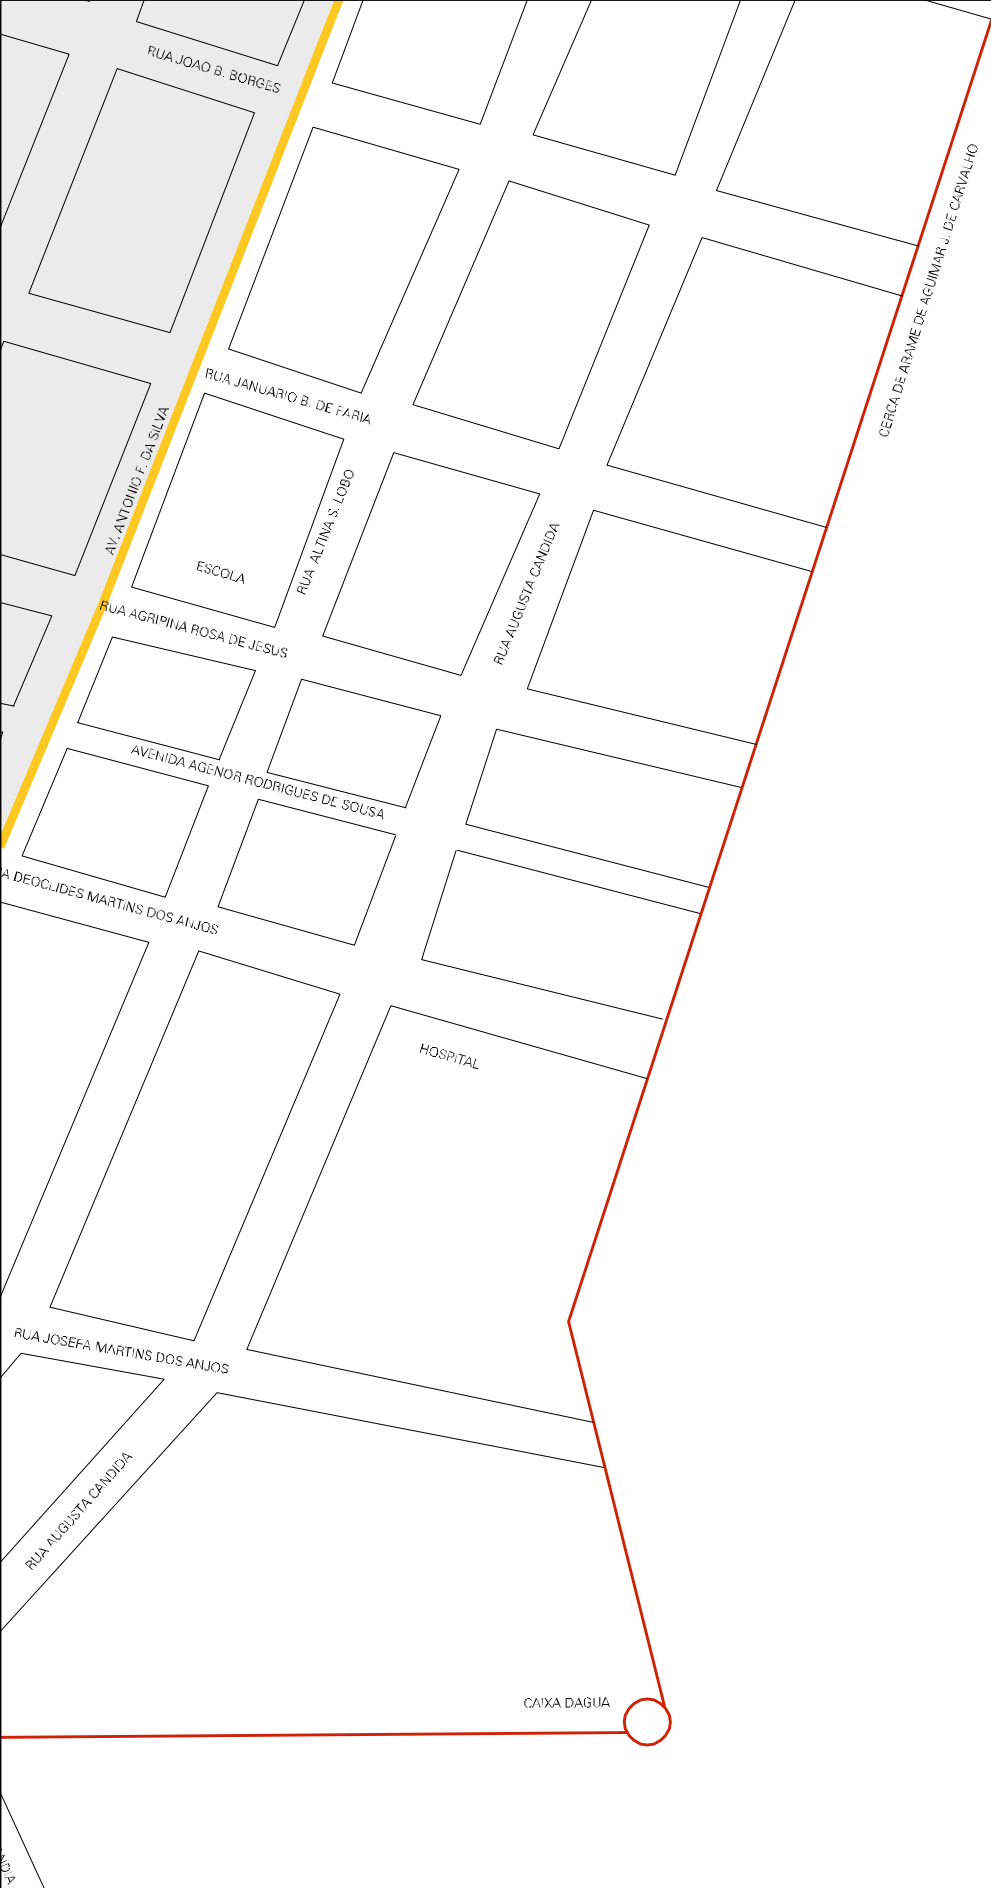 RUA JOAO B. BORGES
CERCA DE ARAME DE AGUIMAR J. DE CARVALHO
RUA JANUARIO B. DE FARIA
AV. ANTONIO F. DA SILVA
RUA ALTINA S. LOBO
RUA AUGUSTA CANDIDA
ESCOLA
RUA AGRIPINA ROSA DE JESUS
AVENIDA AGENOR RODRIGUES DE SOUSA
A DEOCLIDES MARTINS DOS ANJOS
HOSPITAL
RUA JOSEFA MARTINS DOS ANJOS
RUA AUGUSTA CANDIDA
CAIXA DAGUA